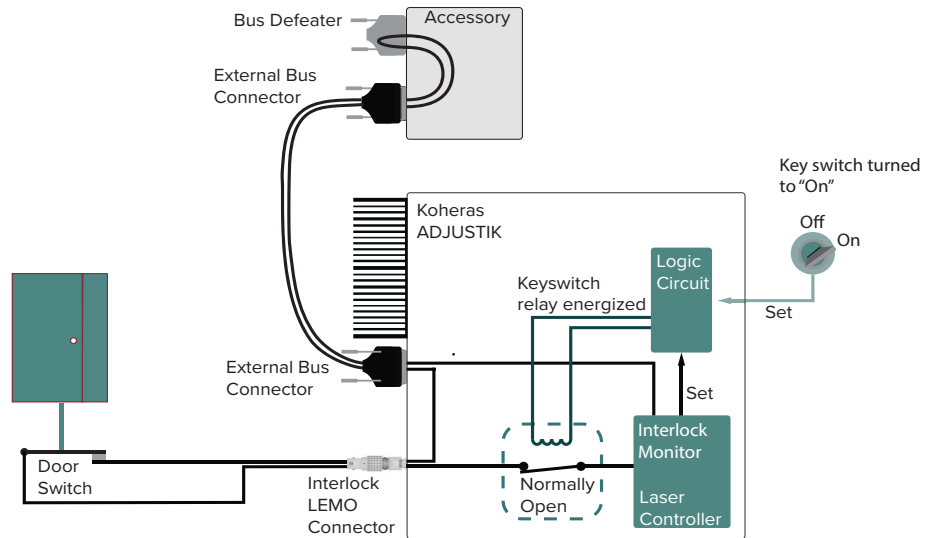 Bus Defeater
Accessory
External Bus
Connector
Key switch turned
to “On”
Off
On
Koheras
ADJUSTIK
Logic
Circuit
Keyswitch
relay energized
Set
External Bus
Connector
Set
Interlock
Monitor
Laser
Controller
Door
Switch
Interlock
LEMO
Connector
Normally
Open